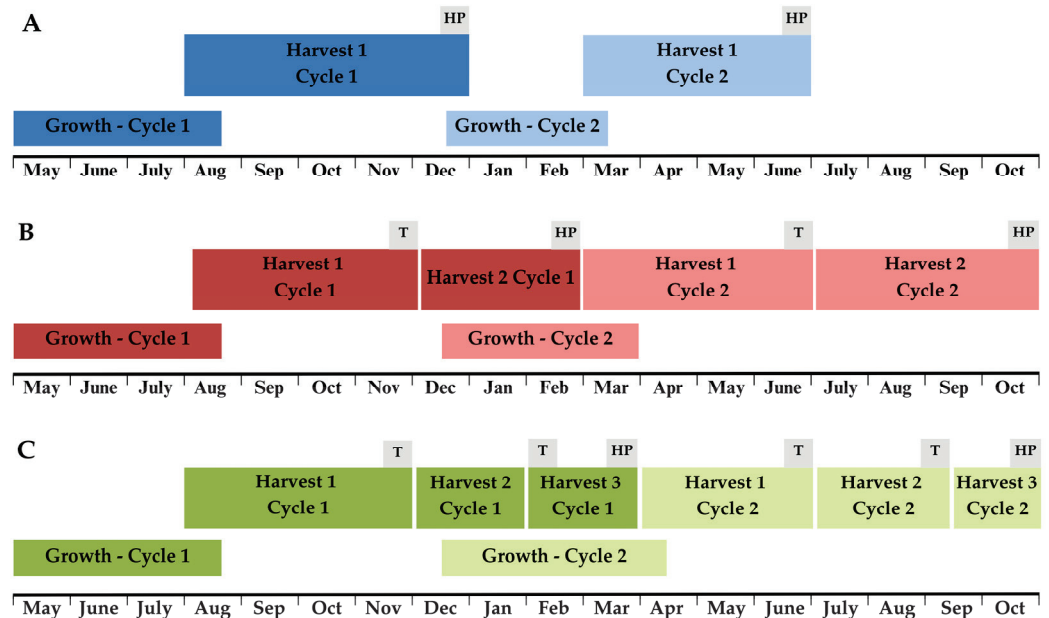 A
HP
HP
Harvest 1
Cycle 1
Harvest 1
Cycle 2
Growth - Cycle 1
Growth - Cycle 2
May June July Aug Sep Oct Nov Dec Jan Feb Mar Apr May June July Aug Sep Oct
B
T
HP
T
HP
Harvest 1
Cycle 1
Harvest 2 Cycle 1
Harvest 1
Cycle 2
Harvest 2
Cycle 2
Growth - Cycle 1
Growth - Cycle 2
May June July Aug Sep Oct Nov Dec Jan Feb Mar Apr May June July Aug Sep Oct
C
T
T
HP
T
T
HP
Harvest 1
Cycle 1
Harvest 2
Cycle 1
Harvest 3
Cycle 1
Harvest 1
Cycle 2
Harvest 2
Cycle 2
Harvest 3
Cycle 2
Growth - Cycle 1
Growth - Cycle 2
May June July Aug Sep Oct Nov Dec Jan Feb Mar Apr May June July Aug Sep Oct